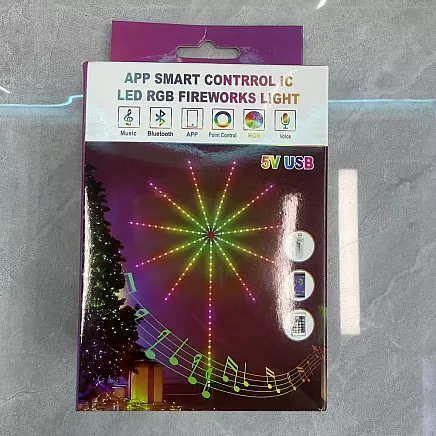 APP SMART CONTRROL IC
LED RGB FIREWORKS LIGHT
Music Bluetooth APP Point Control RGB Voice
5V USB